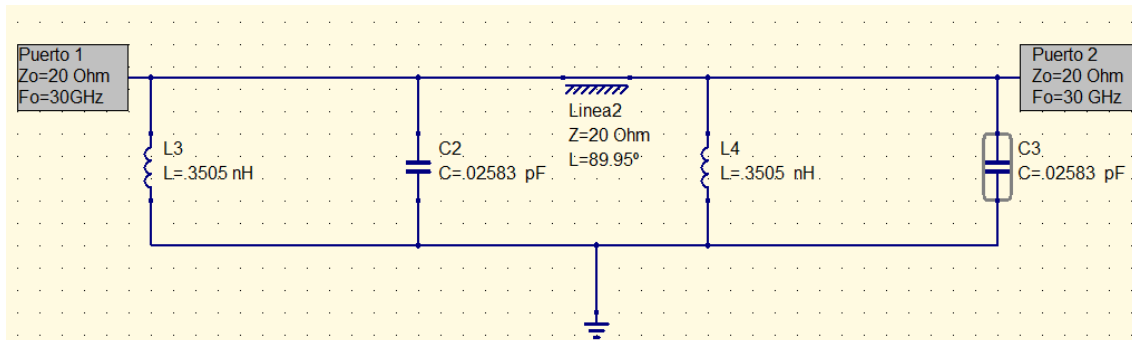 Puerto 1
Zo=20 Ohm
Fo=30GHz
L3
L=.3505 nH
C2
C=.02583 pF
Linea2
Z=20 Ohm
L=89.95º
L4
L=.3505 nH
C3
C=.02583 pF
Puerto 2
Zo=20 Ohm
Fo=30 GHz